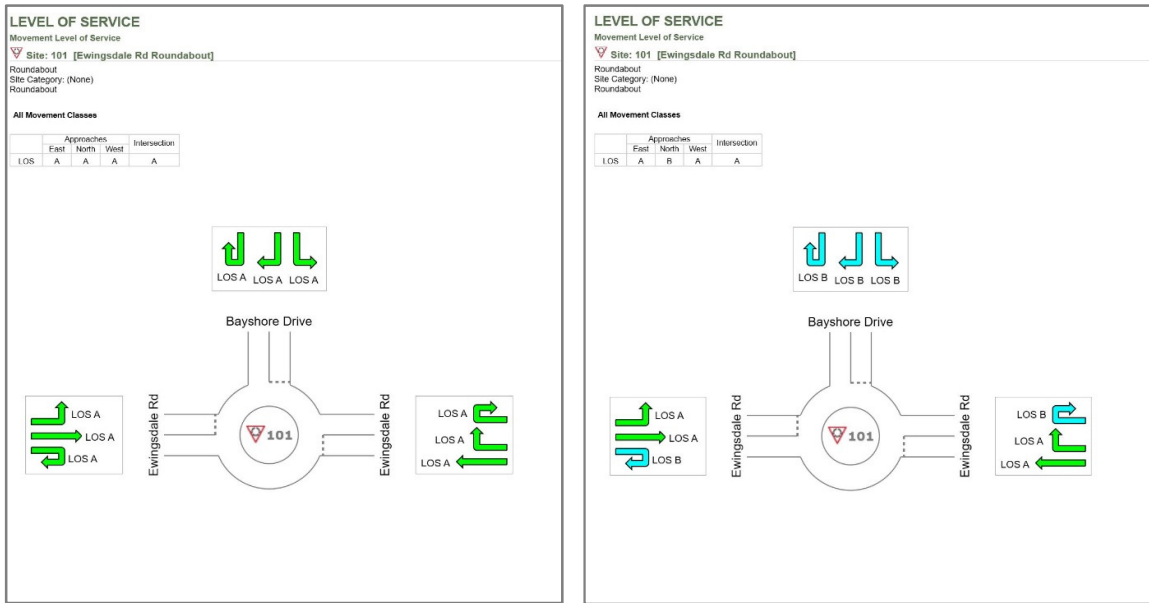 LEVEL OF SERVICE
Movement Level of Service
Site: 101 [Ewingsdale Rd Roundabout]
Roundabout
Site Category: (None)
Roundabout
All Movement Classes
Approaches Intersection
East North West
LOS A A A A
LOS A LOS A LOS A
Bayshore Drive
LOS A
LOS A
LOS A
Ewingsdale Rd
101
Ewingsdale Rd
LOS A
LOS A
LOS A
LEVEL OF SERVICE
Movement Level of Service
Site: 101 [Ewingsdale Rd Roundabout]
Roundabout
Site Category: (None)
Roundabout
All Movement Classes
Approaches Intersection
East North West
LOS A B A A
LOS B LOS B LOS B
Bayshore Drive
LOS A
LOS A
LOS B
Ewingsdale Rd
101
Ewingsdale Rd
LOS B
LOS A
LOS A